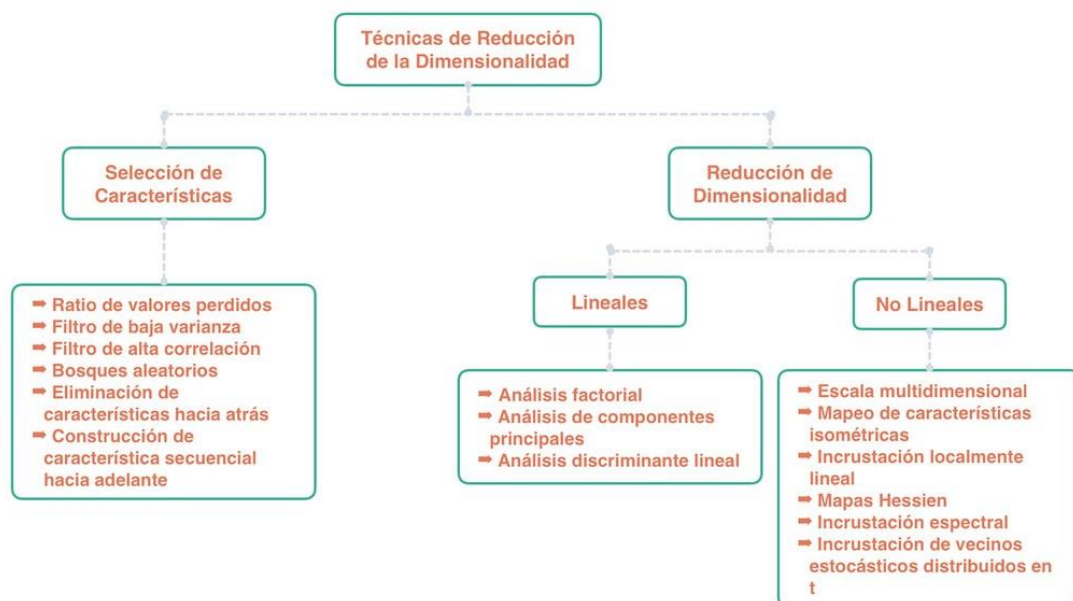 Técnicas de Reducción
de la Dimensionalidad
Selección de
Características
Reducción de
Dimensionalidad
➡ Ratio de valores perdidos
➡ Filtro de baja varianza
➡ Filtro de alta correlación
➡ Bosques aleatorios
➡ Eliminación de
características hacia atrás
➡ Construcción de
característica secuencial
hacia adelante
Lineales
➡ Análisis factorial
➡ Análisis de componentes
principales
➡ Análisis discriminante lineal
No Lineales
➡ Escala multidimensional
➡ Mapeo de características
isométricas
➡ Incrustación localmente
lineal
➡ Mapas Hessien
➡ Incrustación espectral
➡ Incrustación de vecinos
estocásticos distribuidos en
t